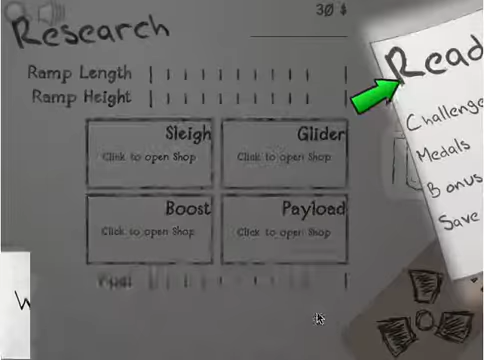 30 $
Research
Ramp Length
Ramp Height
Sleigh
Click to open Shop
Glider
Click to open Shop
Boost
Click to open Shop
Payload
Click to open Shop
Fuel
Read
Challenge
Medals
Bonus
Save
W